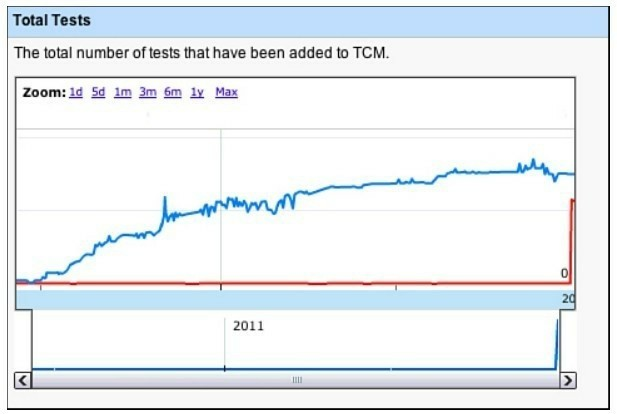 Total Tests
The total number of tests that have been added to TCM.
Zoom: 1d 5d 1m 3m 6m 1y Max
0
20
2011